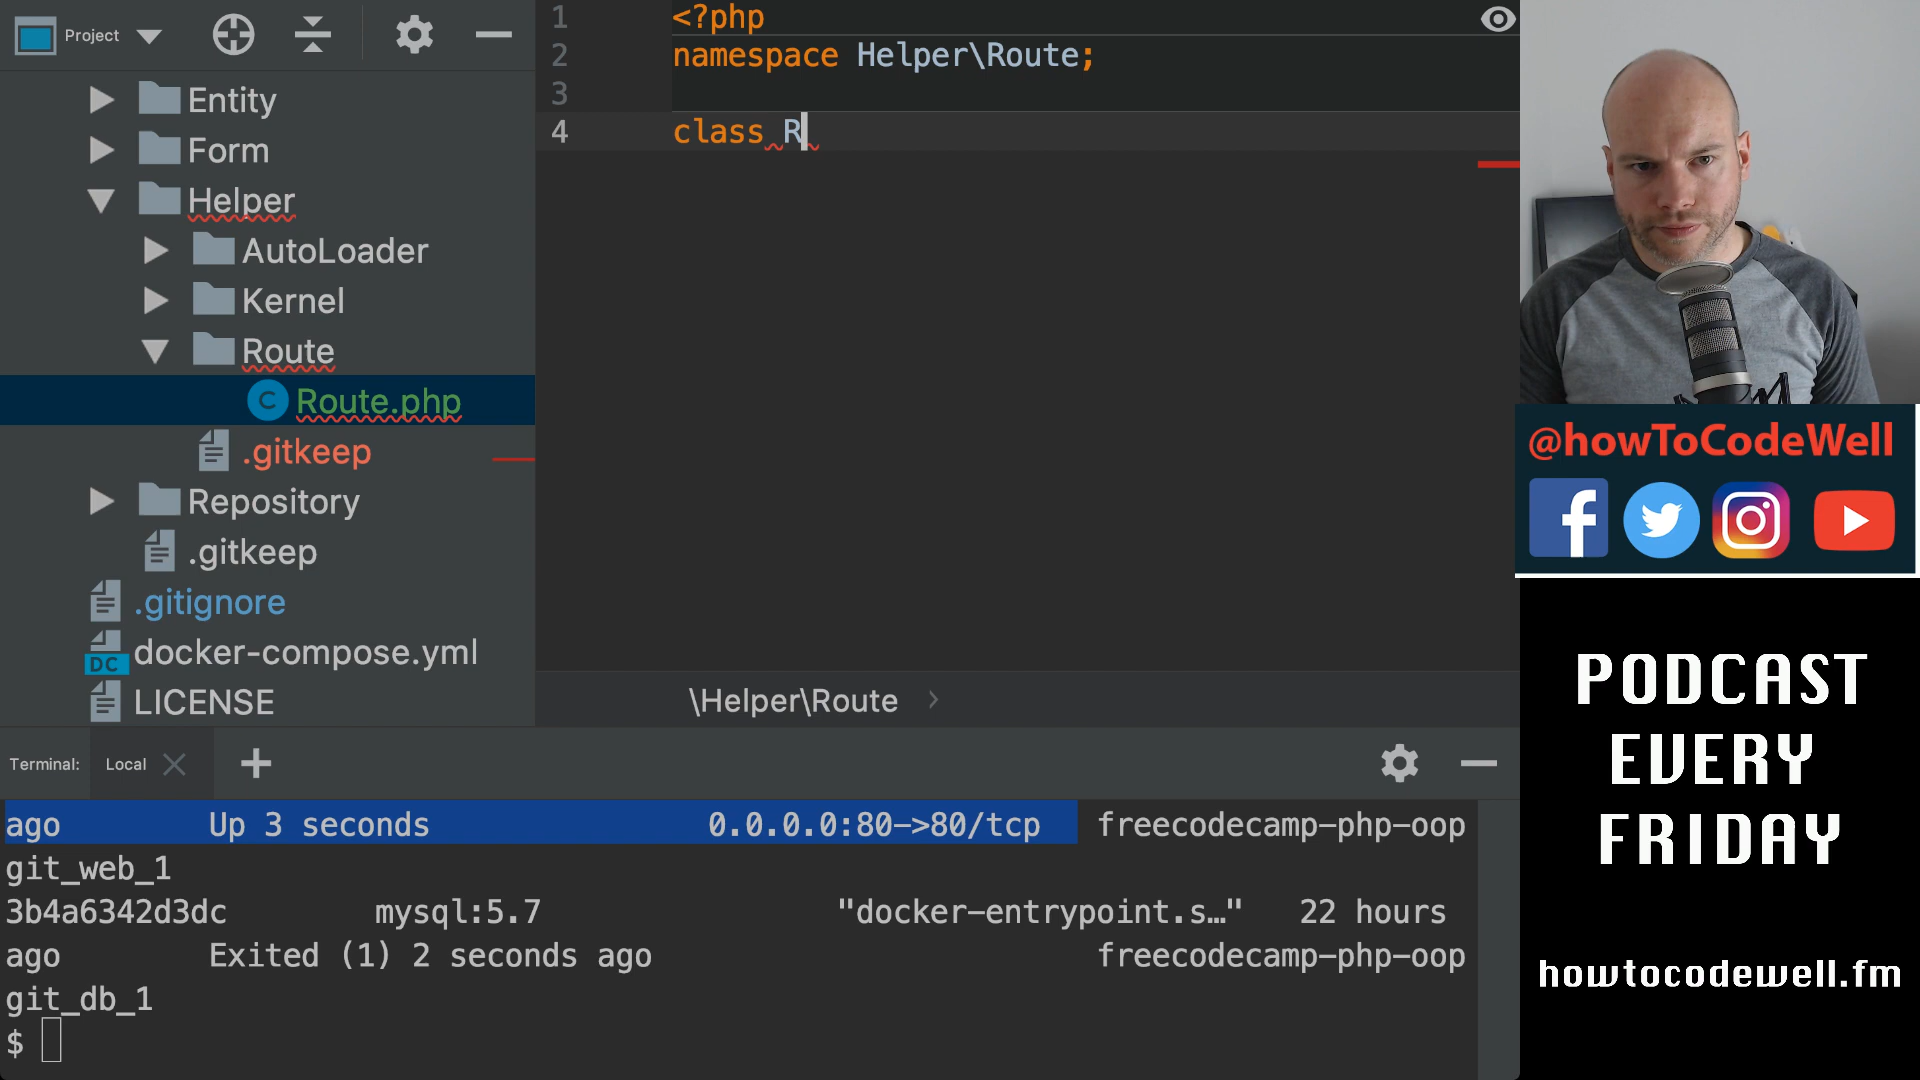 Project
Entity
Form
Helper
AutoLoader
Kernel
Route
C Route.php
.gitkeep
Repository
.gitkeep
.gitignore
DC docker-compose.yml
LICENSE
1 <?php
2 namespace Helper\Route;
3
4 class R
\Helper\Route
Terminal: Local
ago Up 3 seconds 0.0.0.0:80->80/tcp freecodecamp-php-oop
git_web_1
3b4a6342d3dc mysql:5.7 "docker-entrypoint.s…" 22 hours
ago Exited (1) 2 seconds ago freecodecamp-php-oop
git_db_1
$
@howToCodeWell
PODCAST
EVERY
FRIDAY
howtocodewell.fm